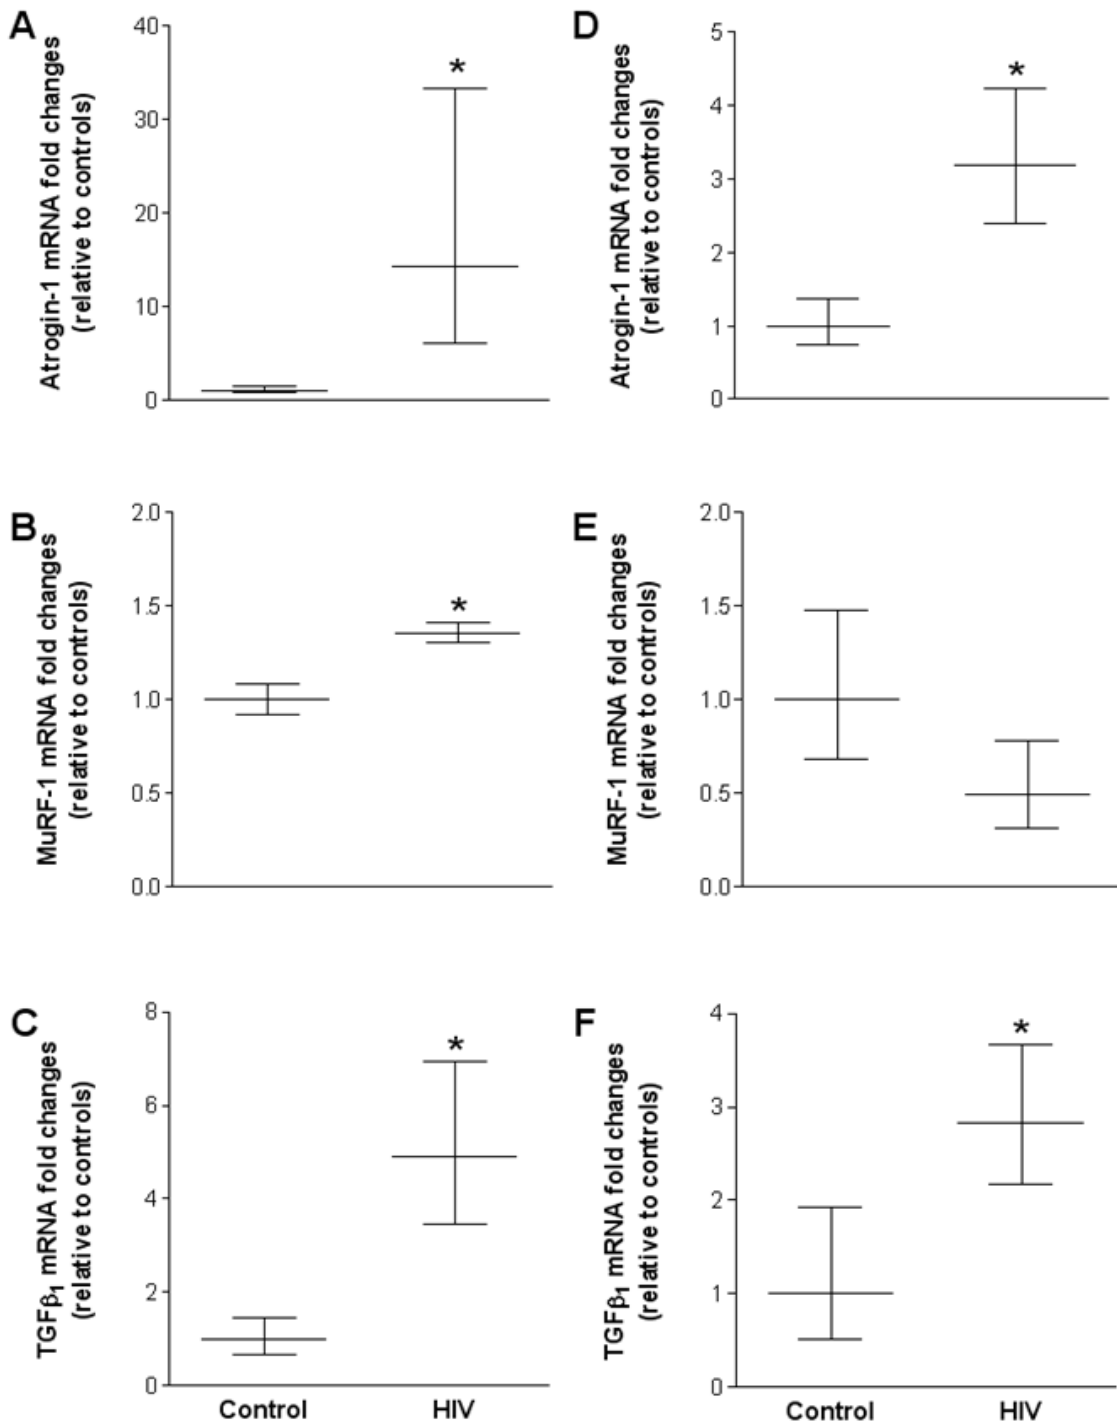 A
Atrogin-1 mRNA fold changes
(relative to controls)
40
30
20
10
0
*
D
Atrogin-1 mRNA fold changes
(relative to controls)
5
4
3
2
1
0
*
B
MuRF-1 mRNA fold changes
(relative to controls)
2.0
1.5
1.0
0.5
0.0
*
E
MuRF-1 mRNA fold changes
(relative to controls)
2.0
1.5
1.0
0.5
0.0
C
TGFβ₁ mRNA fold changes
(relative to controls)
8
6
4
2
0
*
Control HIV
F
TGFβ₁ mRNA fold changes
(relative to controls)
4
3
2
1
0
*
Control HIV